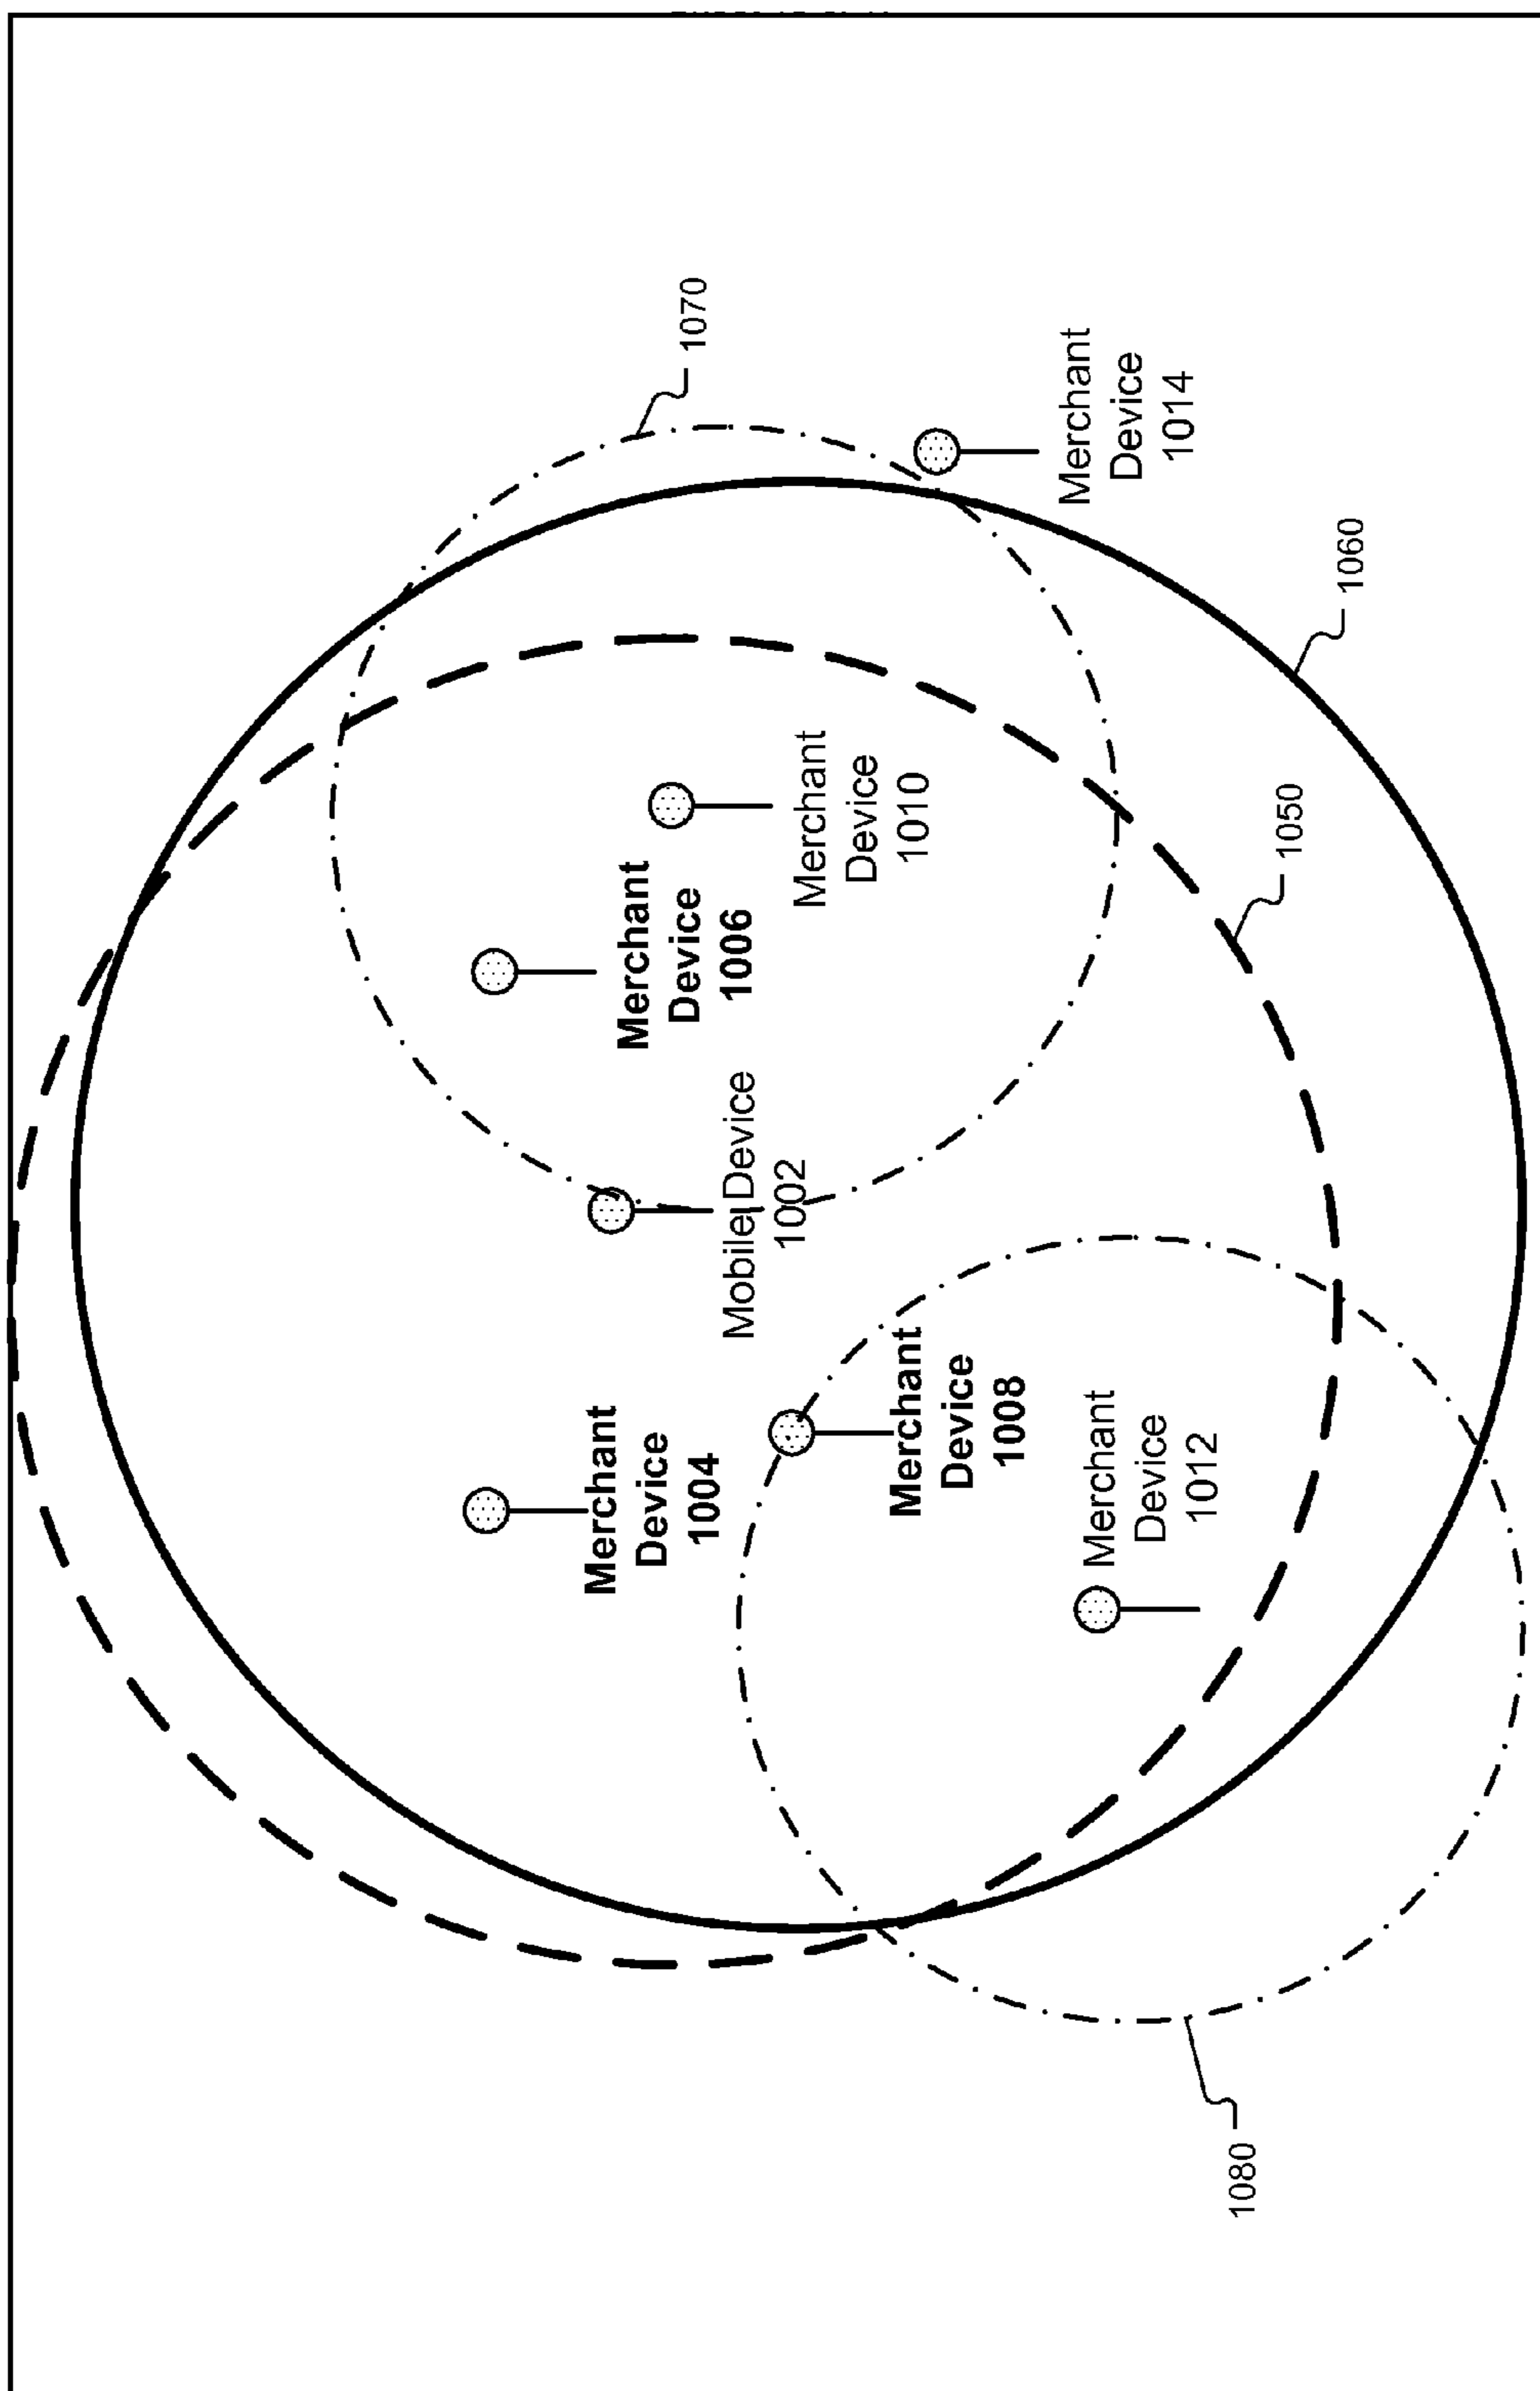 Merchant
Device
1004
Merchant
Device
1006
1070
Mobile Device
1002
Merchant
Device
1010
Merchant
Device
1008
Merchant
Device
1014
Merchant
Device
1012
1080
1050
1060